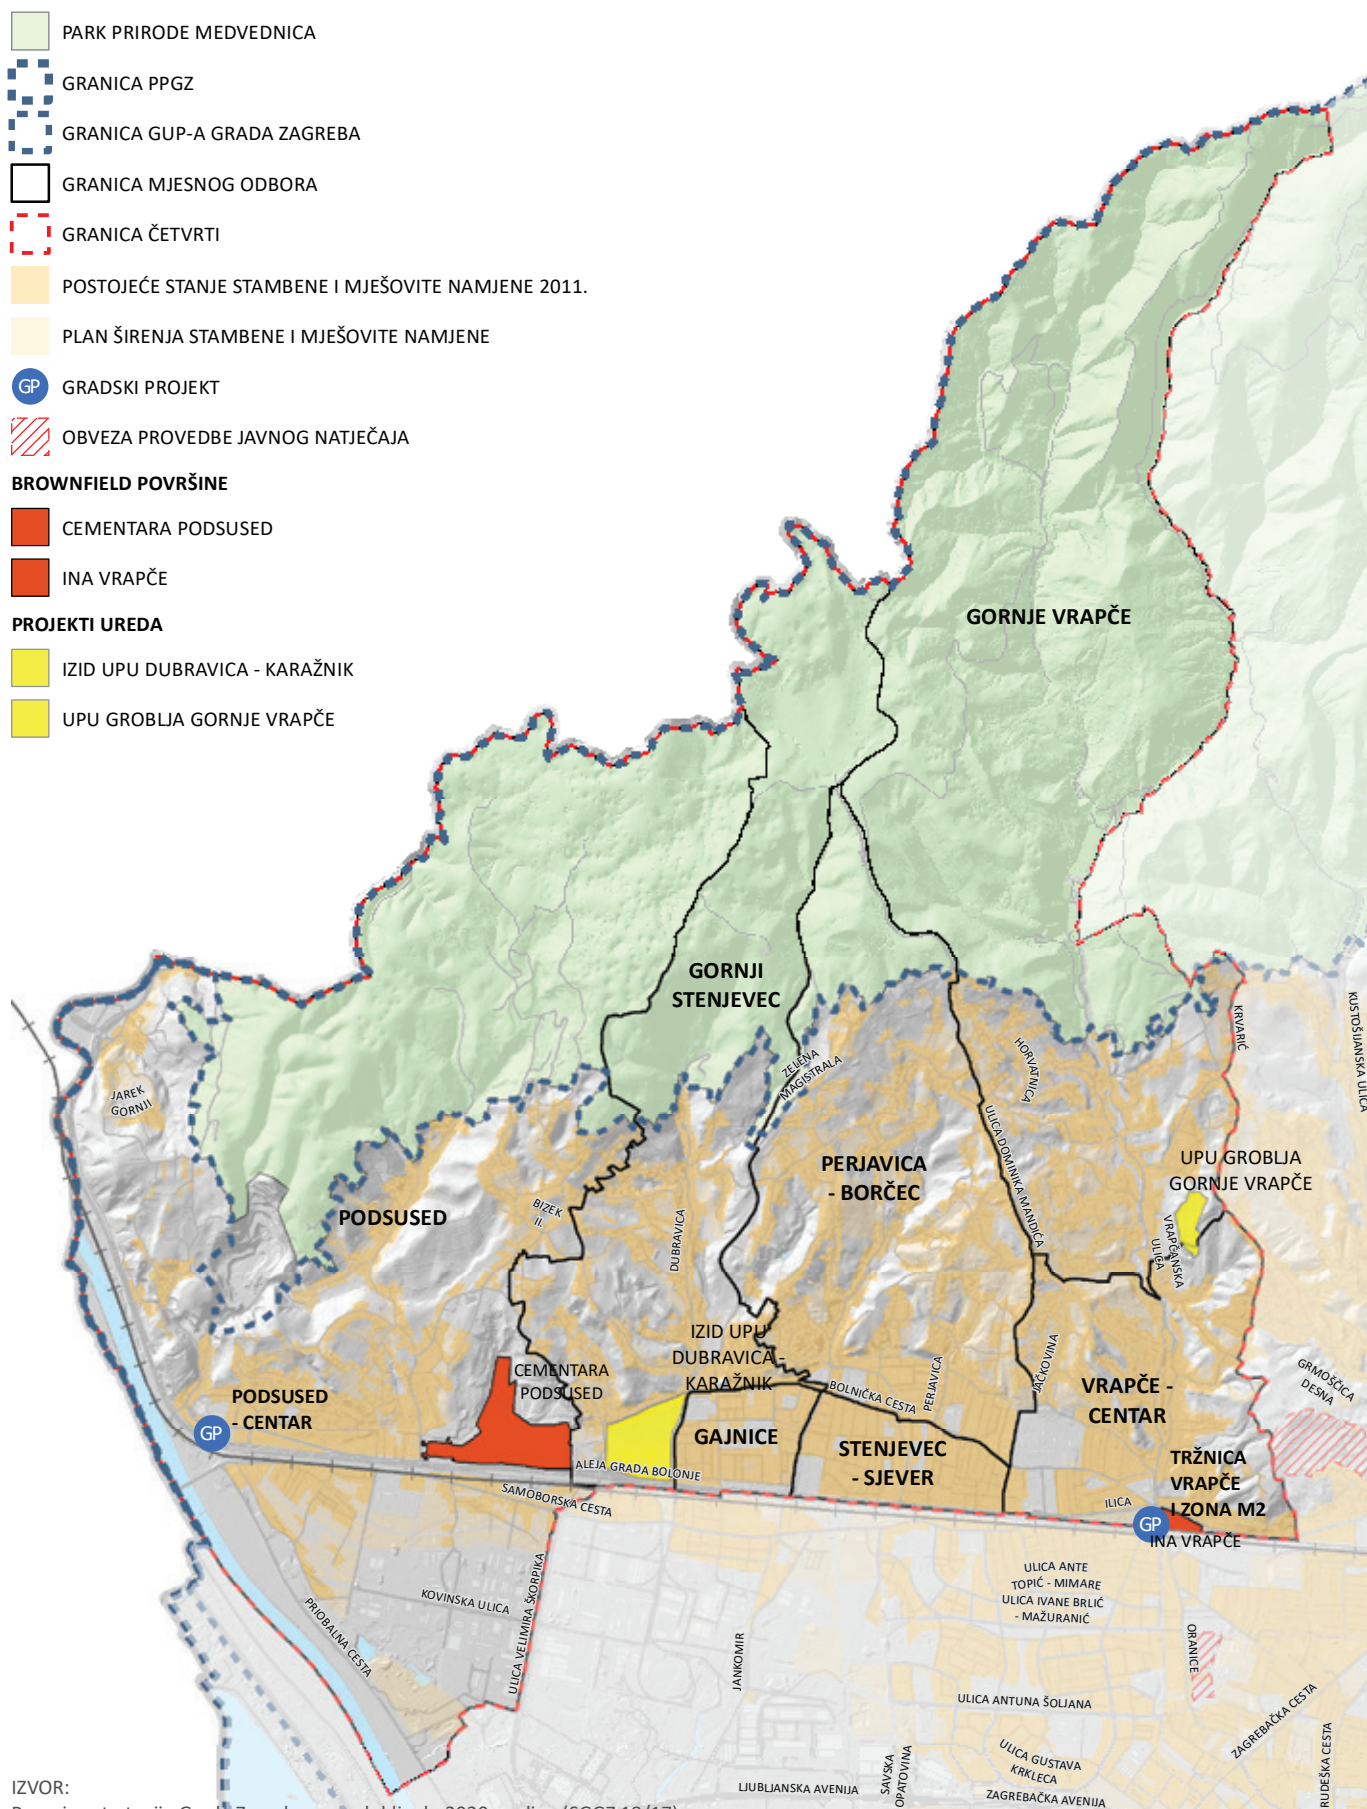 PARK PRIRODE MEDVEDNICA
GRANICA PPGZ
GRANICA GUP-A GRADA ZAGREBA
GRANICA MJESNOG ODBORA
GRANICA ČETVRTI
POSTOJEĆE STANJE STAMBENE I MJEŠOVITE NAMJENE 2011.
PLAN ŠIRENJA STAMBENE I MJEŠOVITE NAMJENE
GP
GRADSKI PROJEKT
OBVEZA PROVEDBE JAVNOG NATJEČAJA
BROWNFIELD POVRŠINE
CEMENTARA PODSUSED
INA VRAPČE
PROJEKTI UREDA
IZID UPU DUBRAVICA - KARAŽNIK
UPU GROBLJA GORNJE VRAPČE
GORNJE VRAPČE
GORNJI
STENJEVEC
KRVARIĆ
KUSTOŠIJANSKA ULICA
JAREK
GORNJI
ZELENA
MAGISTRALA
HORVATNICA
ULICA DOMINIKA MANDIĆA
PERJAVICA
- BORČEC
UPU GROBLJA
GORNJE VRAPČE
VRAPČANSKA
ULICA
PODSUSED
BIZEK
II.
DUBRAVICA
IZID UPU
DUBRAVICA -
KARAŽNIK
CEMENTARA
PODSUSED
BOLNIČKA CESTA
PERJAVICA
JAČKOVINA
GRMOŠČICA
DESNA
PODSUSED
- CENTAR
GP
VRAPČE -
CENTAR
GAJNICE
STENJEVEC
- SJEVER
TRŽNICA
VRAPČE
I ZONA M2
ALEJA GRADA BOLONJE
SAMOBORSKA CESTA
ILICA
GP
INA VRAPČE
ULICA ANTE
TOPIĆ - MIMARE
ULICA IVANE BRLIĆ
- MAŽURANIĆ
KOVINSKA ULICA
ULICA VELIMIRA ŠKORPIKA
PRIOBALNA CESTA
JANKOMIR
ORANICE
ULICA ANTUNA ŠOLJANA
ZAGREBAČKA CESTA
ULICA GUSTAVA
KRKLECA
SAVSKA
OPATOVINA
RUDEŠKA CESTA
LJUBLJANSKA AVENIJA
ZAGREBAČKA AVENIJA
IZVOR: